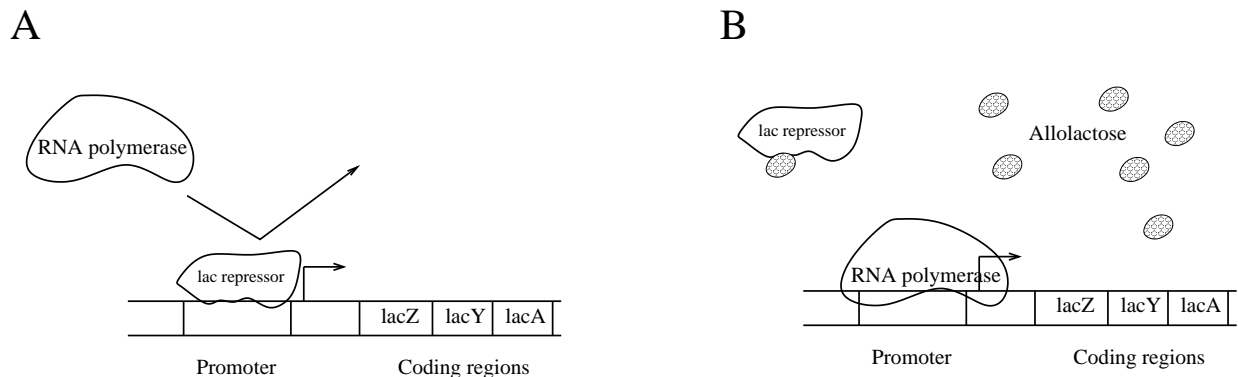 A
RNA polymerase
lac repressor
lacZ lacY lacA
Promoter Coding regions
B
lac repressor
Allolactose
RNA polymerase
lacZ lacY lacA
Promoter Coding regions